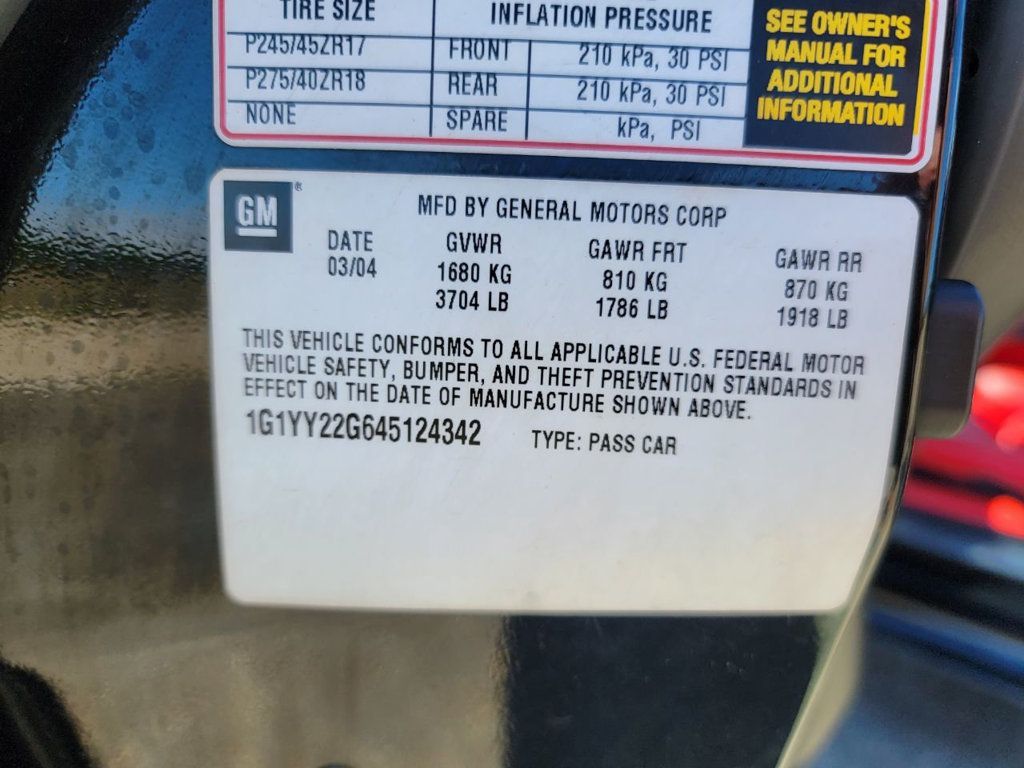 TIRE SIZE INFLATION PRESSURE
P245/45ZR17 FRONT 210 kPa, 30 PSI
P275/40ZR18 REAR 210 kPa, 30 PSI
NONE SPARE kPa, PSI
SEE OWNER'S
MANUAL FOR
ADDITIONAL
INFORMATION
GM®
MFD BY GENERAL MOTORS CORP
DATE GVWR GAWR FRT GAWR RR
03/04 1680 KG 810 KG 870 KG
3704 LB 1786 LB 1918 LB
THIS VEHICLE CONFORMS TO ALL APPLICABLE U.S. FEDERAL MOTOR
VEHICLE SAFETY, BUMPER, AND THEFT PREVENTION STANDARDS IN
EFFECT ON THE DATE OF MANUFACTURE SHOWN ABOVE.
1G1YY22G645124342 TYPE: PASS CAR